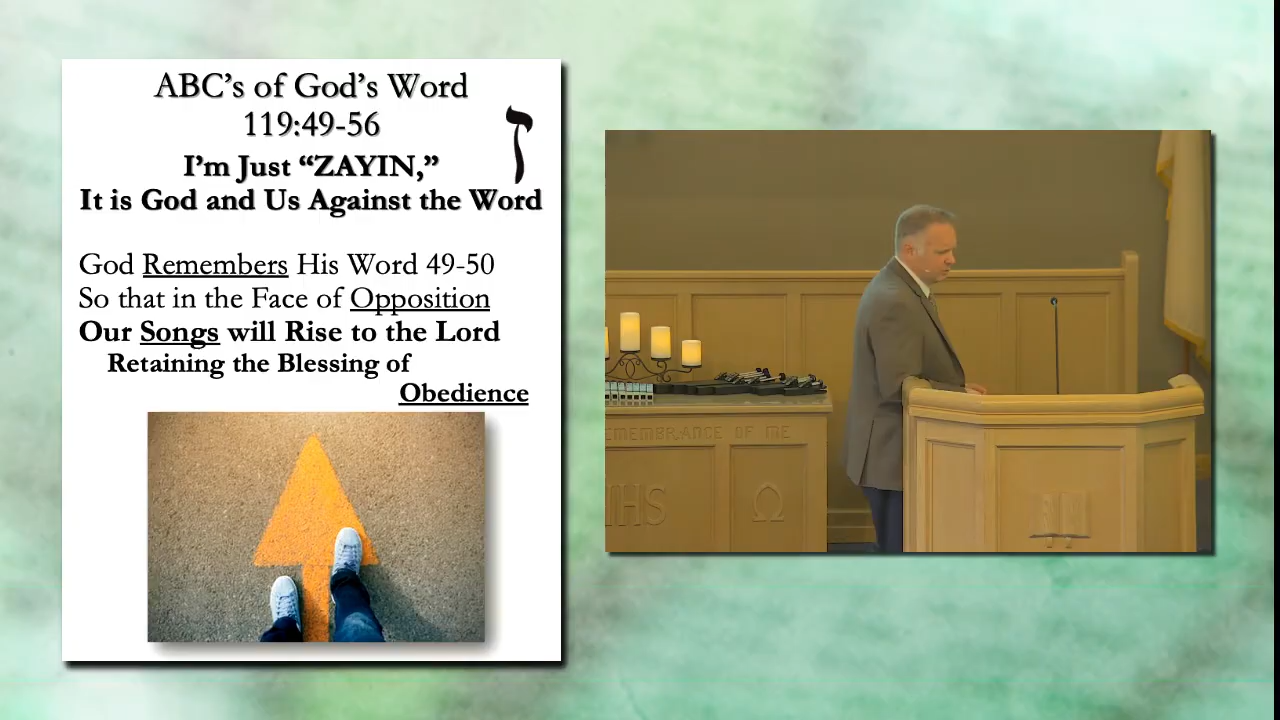 ABC’s of God’s Word
119:49-56
ז
I’m Just “ZAYIN,”
It is God and Us Against the Word
God Remembers His Word 49-50
So that in the Face of Opposition
Our Songs will Rise to the Lord
Retaining the Blessing of
Obedience
EMEMBRANCE OF ME
IHS
Ω